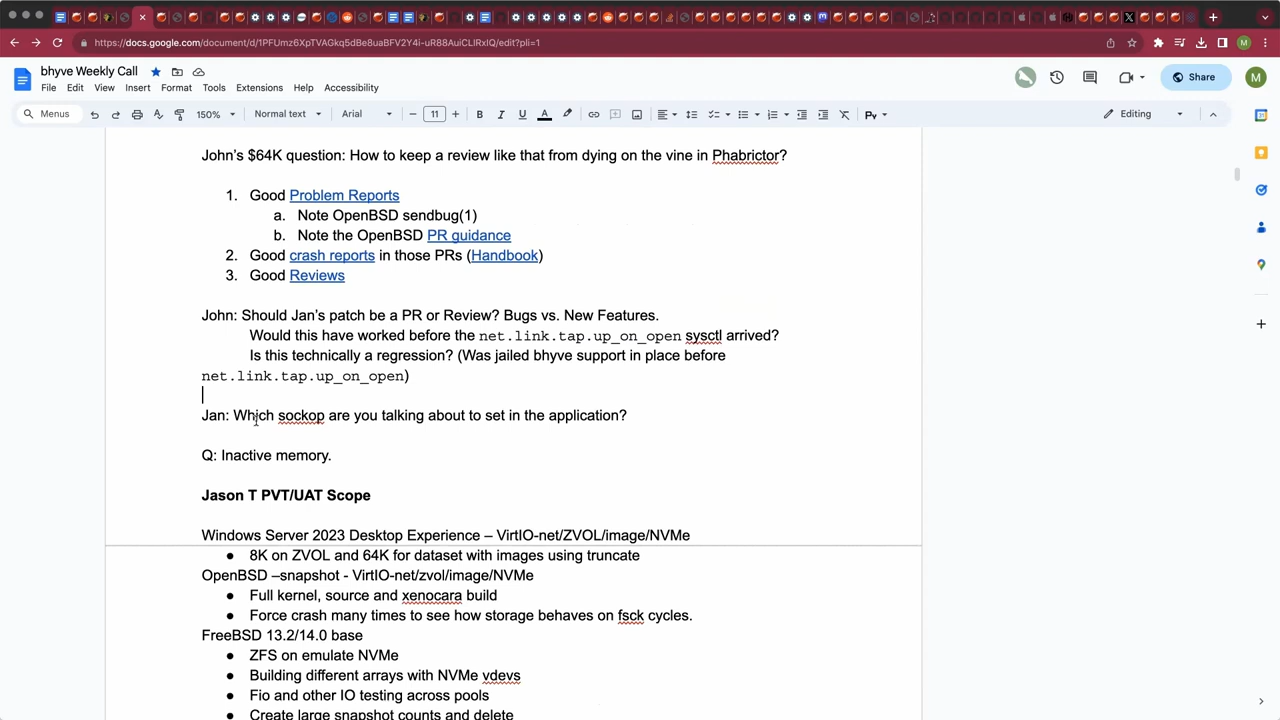 https://docs.google.com/document/d/1PFUmz6XpTVAGkq5dBe8uaBFV2Y4i-uR88AuiCLIRxIQ/edit?pli=1
M
bhyve Weekly Call
File Edit View Insert Format Tools Extensions Help Accessibility
Share
M
Menus 150% Normal text Arial 11 B I U A Editing
John’s $64K question: How to keep a review like that from dying on the vine in Phabrictor?
1. Good Problem Reports
a. Note OpenBSD sendbug(1)
b. Note the OpenBSD PR guidance
2. Good crash reports in those PRs (Handbook)
3. Good Reviews
John: Should Jan’s patch be a PR or Review? Bugs vs. New Features.
Would this have worked before the net.link.tap.up_on_open sysctl arrived?
Is this technically a regression? (Was jailed bhyve support in place before
net.link.tap.up_on_open)
Jan: Which sockop are you talking about to set in the application?
Q: Inactive memory.
Jason T PVT/UAT Scope
Windows Server 2023 Desktop Experience – VirtIO-net/ZVOL/image/NVMe
● 8K on ZVOL and 64K for dataset with images using truncate
OpenBSD –snapshot - VirtIO-net/zvol/image/NVMe
● Full kernel, source and xenocara build
● Force crash many times to see how storage behaves on fsck cycles.
FreeBSD 13.2/14.0 base
● ZFS on emulate NVMe
● Building different arrays with NVMe vdevs
● Fio and other IO testing across pools
● Create large snapshot counts and delete